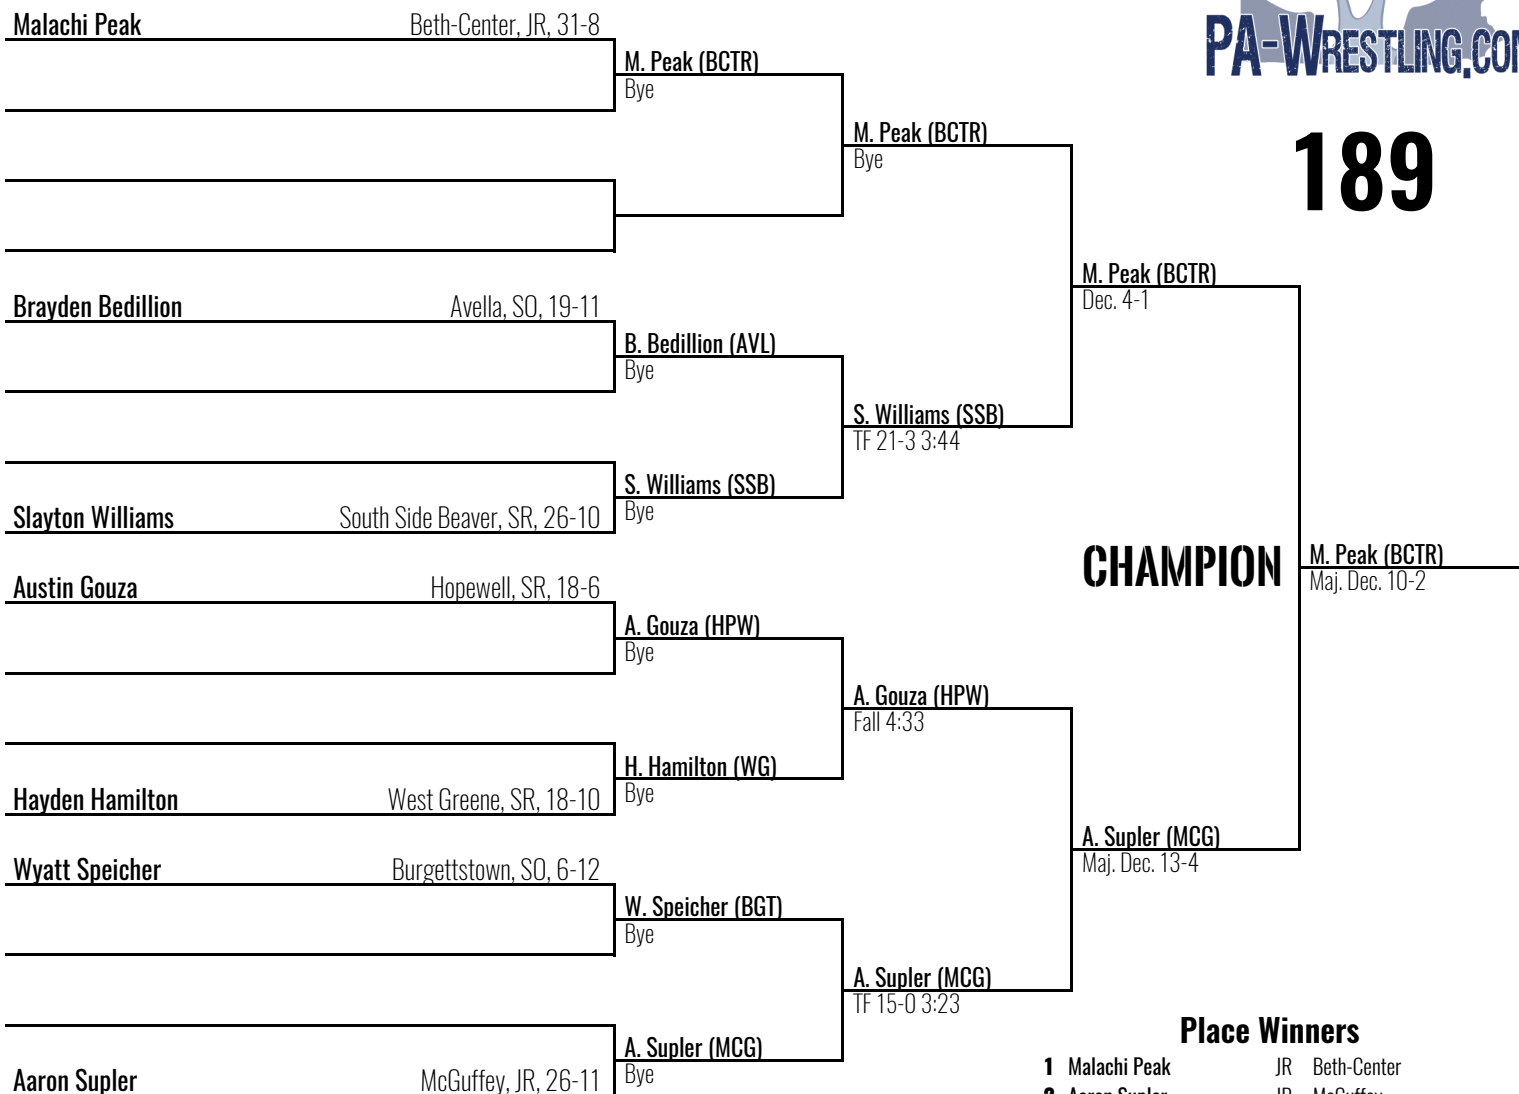 Malachi Peak Beth-Center, JR, 31-8
M. Peak (BCTR)
Bye
M. Peak (BCTR)
Bye
PA-WRESTLING.COM
189
M. Peak (BCTR)
Dec. 4-1
Brayden Bedillion Avella, SO, 19-11
B. Bedillion (AVL)
Bye
S. Williams (SSB)
TF 21-3 3:44
S. Williams (SSB)
Bye
Slayton Williams South Side Beaver, SR, 26-10
CHAMPION
M. Peak (BCTR)
Maj. Dec. 10-2
Austin Gouza Hopewell, SR, 18-6
A. Gouza (HPW)
Bye
A. Gouza (HPW)
Fall 4:33
H. Hamilton (WG)
Bye
Hayden Hamilton West Greene, SR, 18-10
A. Supler (MCG)
Maj. Dec. 13-4
Wyatt Speicher Burgettstown, SO, 6-12
W. Speicher (BGT)
Bye
A. Supler (MCG)
TF 15-0 3:23
A. Supler (MCG)
Bye
Aaron Supler McGuffey, JR, 26-11
Place Winners
1 Malachi Peak JR Beth-Center
2 Aaron Supler JR McGuffey